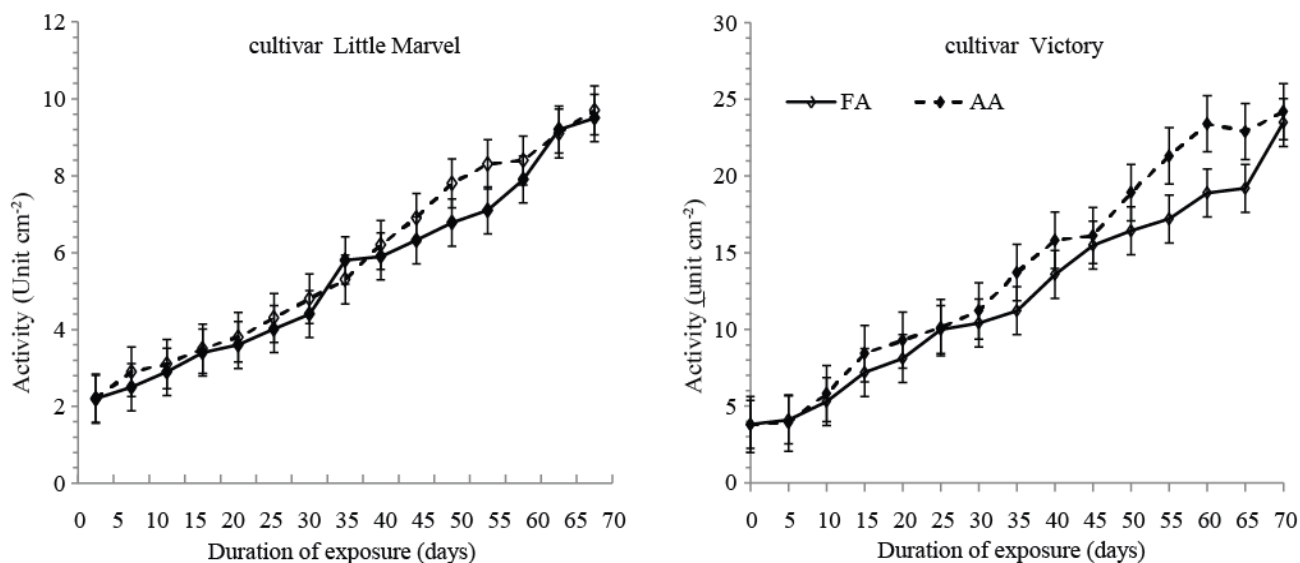 cultivar Little Marvel
12
10
8
6
4
2
0
Activity (Unit cm-2)
0 5 10 15 20 25 30 35 40 45 50 55 60 65 70
Duration of exposure (days)
cultivar Victory
FA AA
30
25
20
15
10
5
0
Activity (unit cm-2)
0 5 10 15 20 25 30 35 40 45 50 55 60 65 70
Duration of exposure (days)